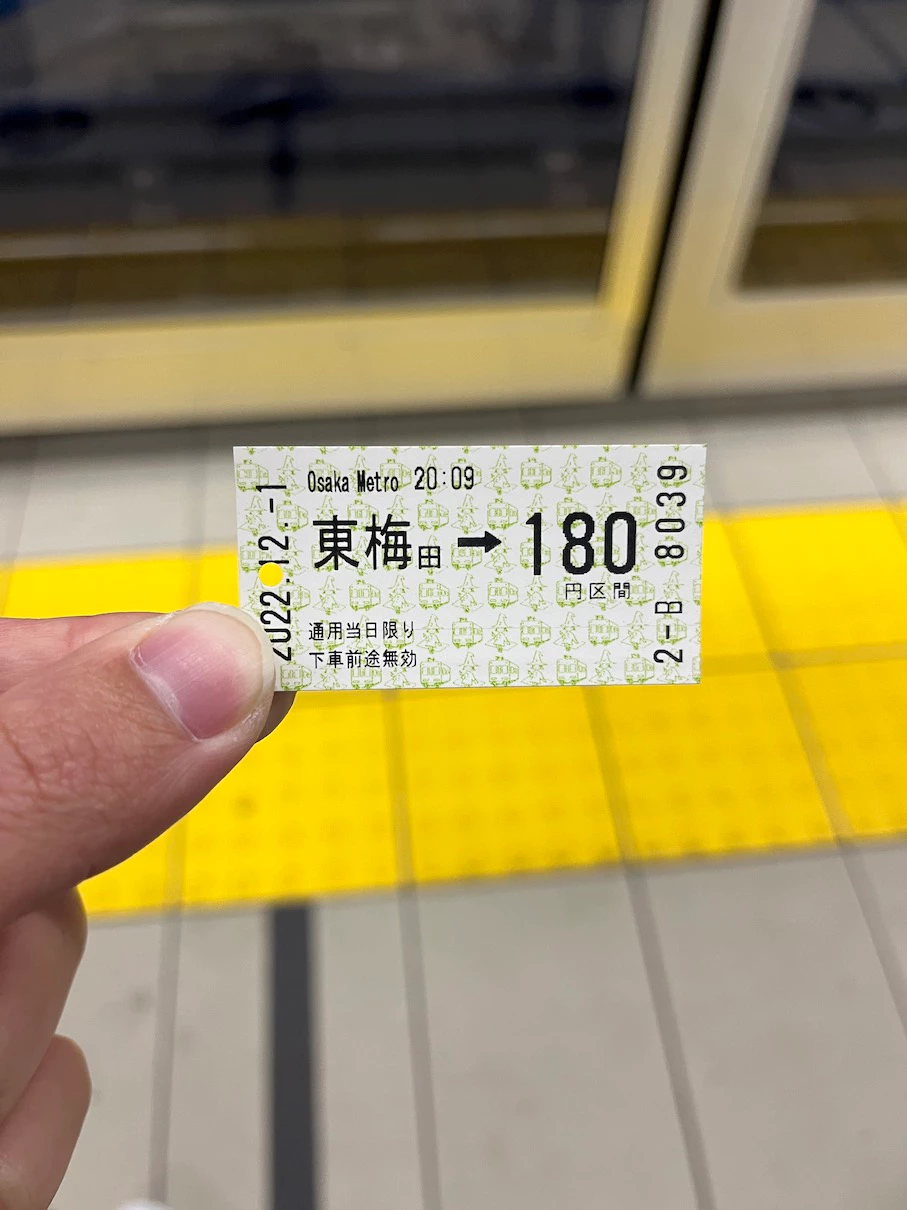 Osaka Metro 20:09
東梅田→180
円区間
通用当日限り
下車前途無効
2022.12.-1
2-B 8039